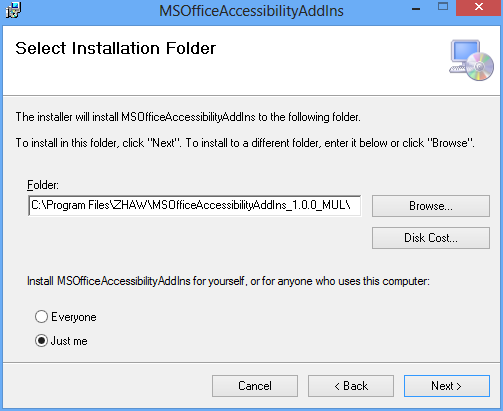 MSOfficeAccessibilityAddIns
Select Installation Folder
The installer will install MSOfficeAccessibilityAddIns to the following folder.
To install in this folder, click "Next". To install to a different folder, enter it below or click "Browse".
Folder:
C:\Program Files\ZHAW\MSOfficeAccessibilityAddIns_1.0.0_MUL\
Browse...
Disk Cost...
Install MSOfficeAccessibilityAddIns for yourself, or for anyone who uses this computer:
Everyone
Just me
Cancel
< Back
Next >